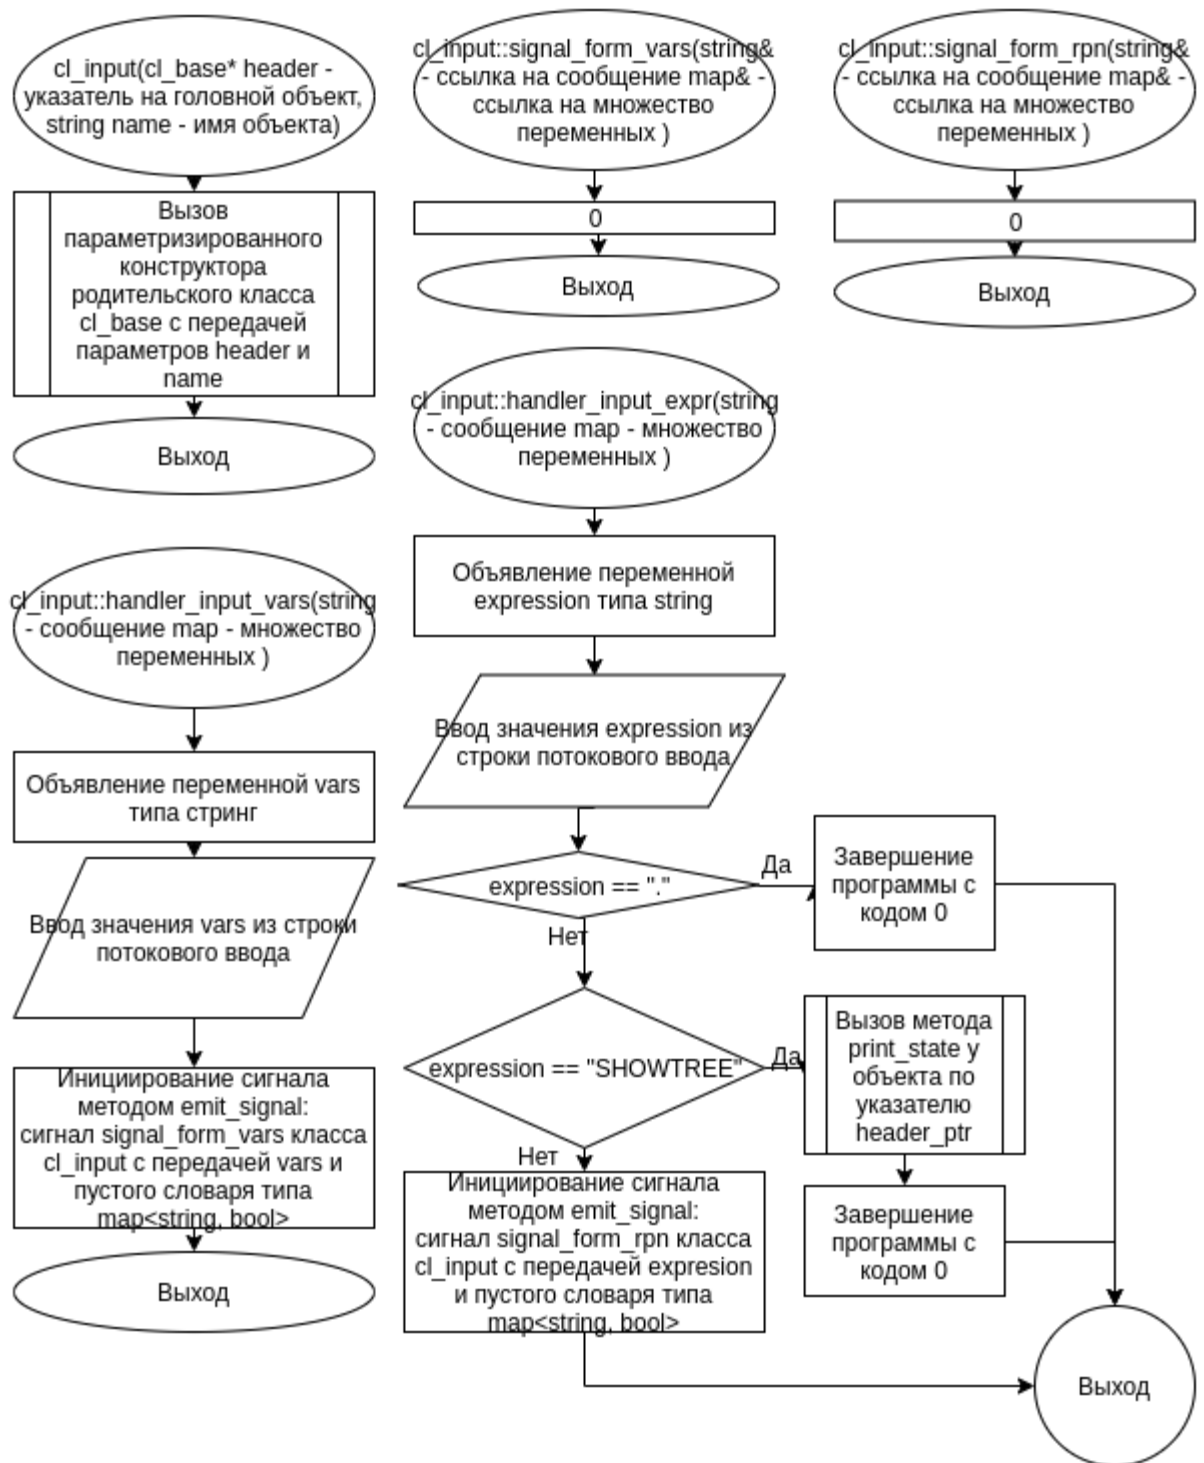 cl_input(cl_base* header -
указатель на головной объект,
string name - имя объекта)
Вызов
параметризированного
конструктора
родительского класса
cl_base с передачей
параметров header и
name
Выход
cl_input::signal_form_vars(string&
- ссылка на сообщение map& -
ссылка на множество
переменных )
0
Выход
cl_input::signal_form_rpn(string&
- ссылка на сообщение map& -
ссылка на множество
переменных )
0
Выход
cl_input::handler_input_vars(string
- сообщение map - множество
переменных )
Объявление переменной vars
типа стринг
Ввод значения vars из строки
потокового ввода
Инициирование сигнала
методом emit_signal:
сигнал signal_form_vars класса
cl_input с передачей vars и
пустого словаря типа
map<string, bool>
Выход
cl_input::handler_input_expr(string
- сообщение map - множество
переменных )
Объявление переменной
expression типа string
Ввод значения expression из
строки потокового ввода
expression == "."
Да
Завершение
программы с
кодом 0
Нет
expression == "SHOWTREE"
Да
Вызов метода
print_state у
объекта по
указателю
header_ptr
Завершение
программы с
кодом 0
Нет
Инициирование сигнала
методом emit_signal:
сигнал signal_form_rpn класса
cl_input с передачей expresion
и пустого словаря типа
map<string, bool>
Выход